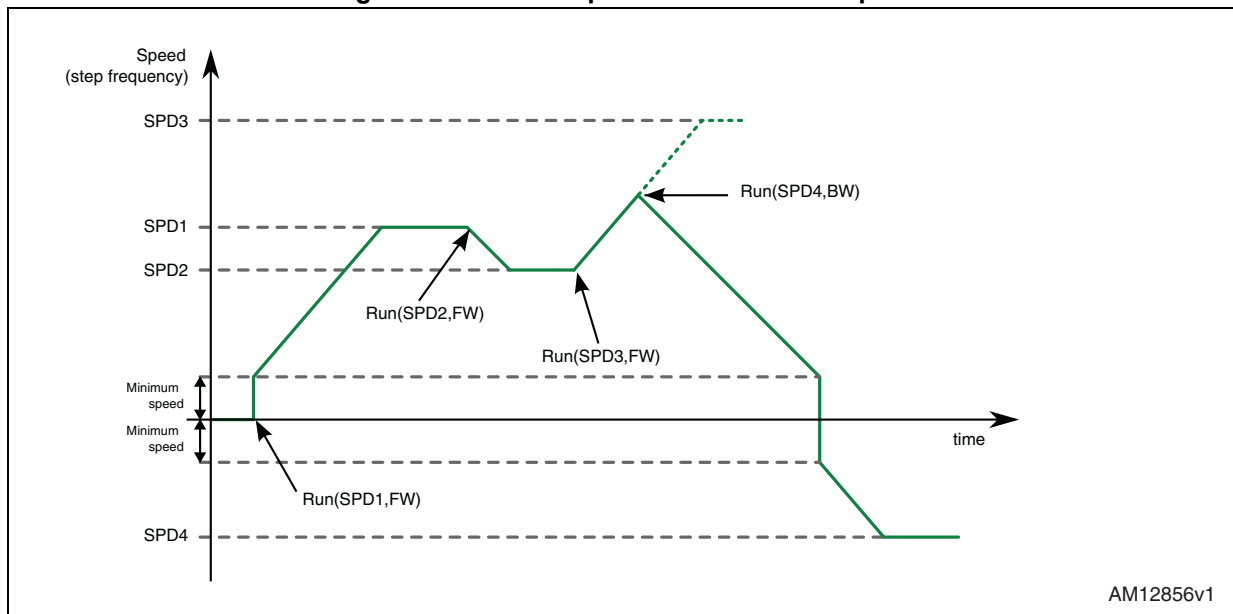 Speed
(step frequency)
SPD3
Run(SPD4,BW)
SPD1
SPD2
Run(SPD2,FW)
Run(SPD3,FW)
Minimum
speed
Minimum
speed
time
Run(SPD1,FW)
SPD4
AM12856v1